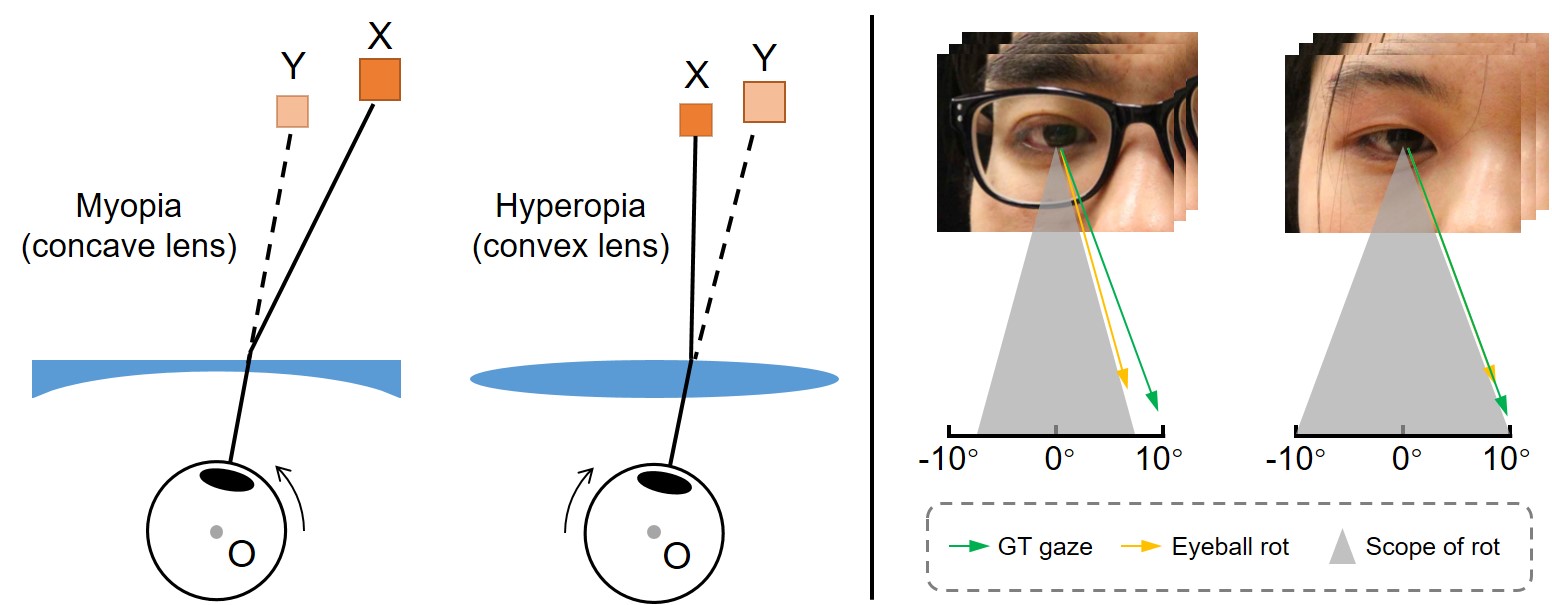 Y
X
Myopia
(concave lens)
O
X
Y
Hyperopia
(convex lens)
O
-10° 0° 10°
-10° 0° 10°
GT gaze
Eyeball rot
Scope of rot